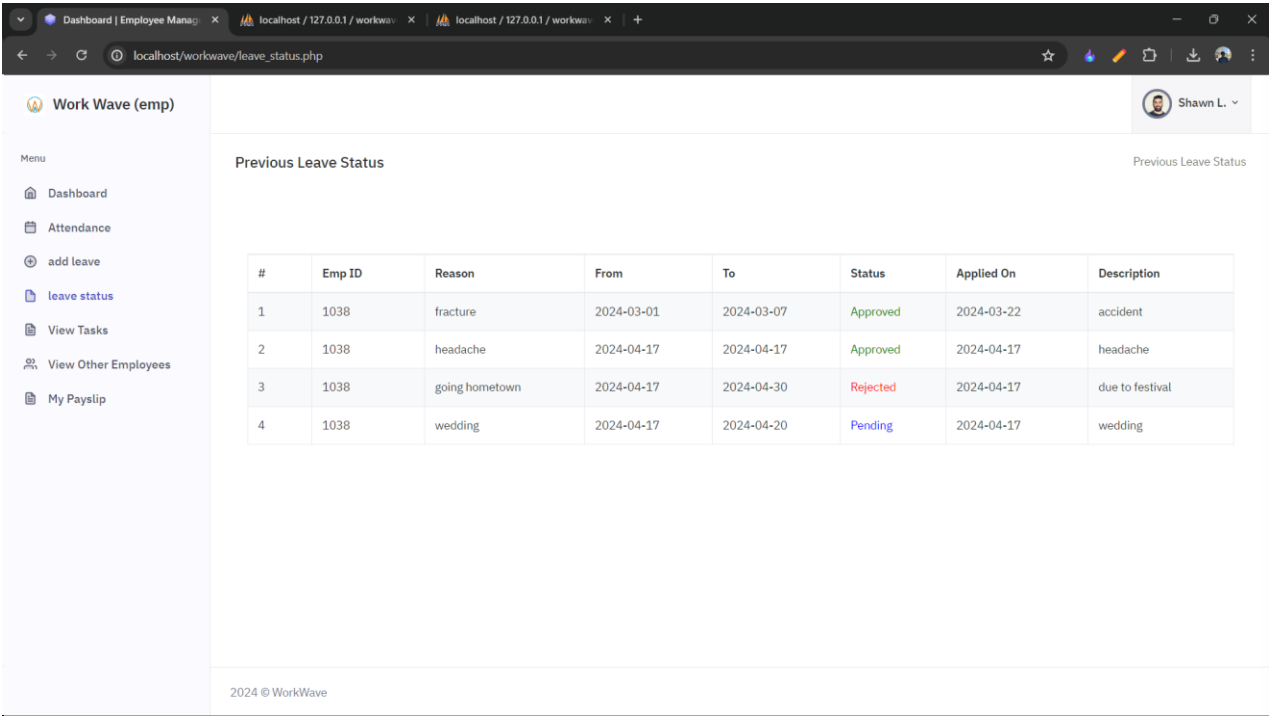 Dashboard | Employee Manag
localhost / 127.0.0.1 / workwav
localhost / 127.0.0.1 / workwav
localhost/workwave/leave_status.php
Work Wave (emp)
Shawn L.
Menu
Dashboard
Attendance
add leave
leave status
View Tasks
View Other Employees
My Payslip
Previous Leave Status
Previous Leave Status
# Emp ID Reason From To Status Applied On Description
1 1038 fracture 2024-03-01 2024-03-07 Approved 2024-03-22 accident
2 1038 headache 2024-04-17 2024-04-17 Approved 2024-04-17 headache
3 1038 going hometown 2024-04-17 2024-04-30 Rejected 2024-04-17 due to festival
4 1038 wedding 2024-04-17 2024-04-20 Pending 2024-04-17 wedding
2024 © WorkWave